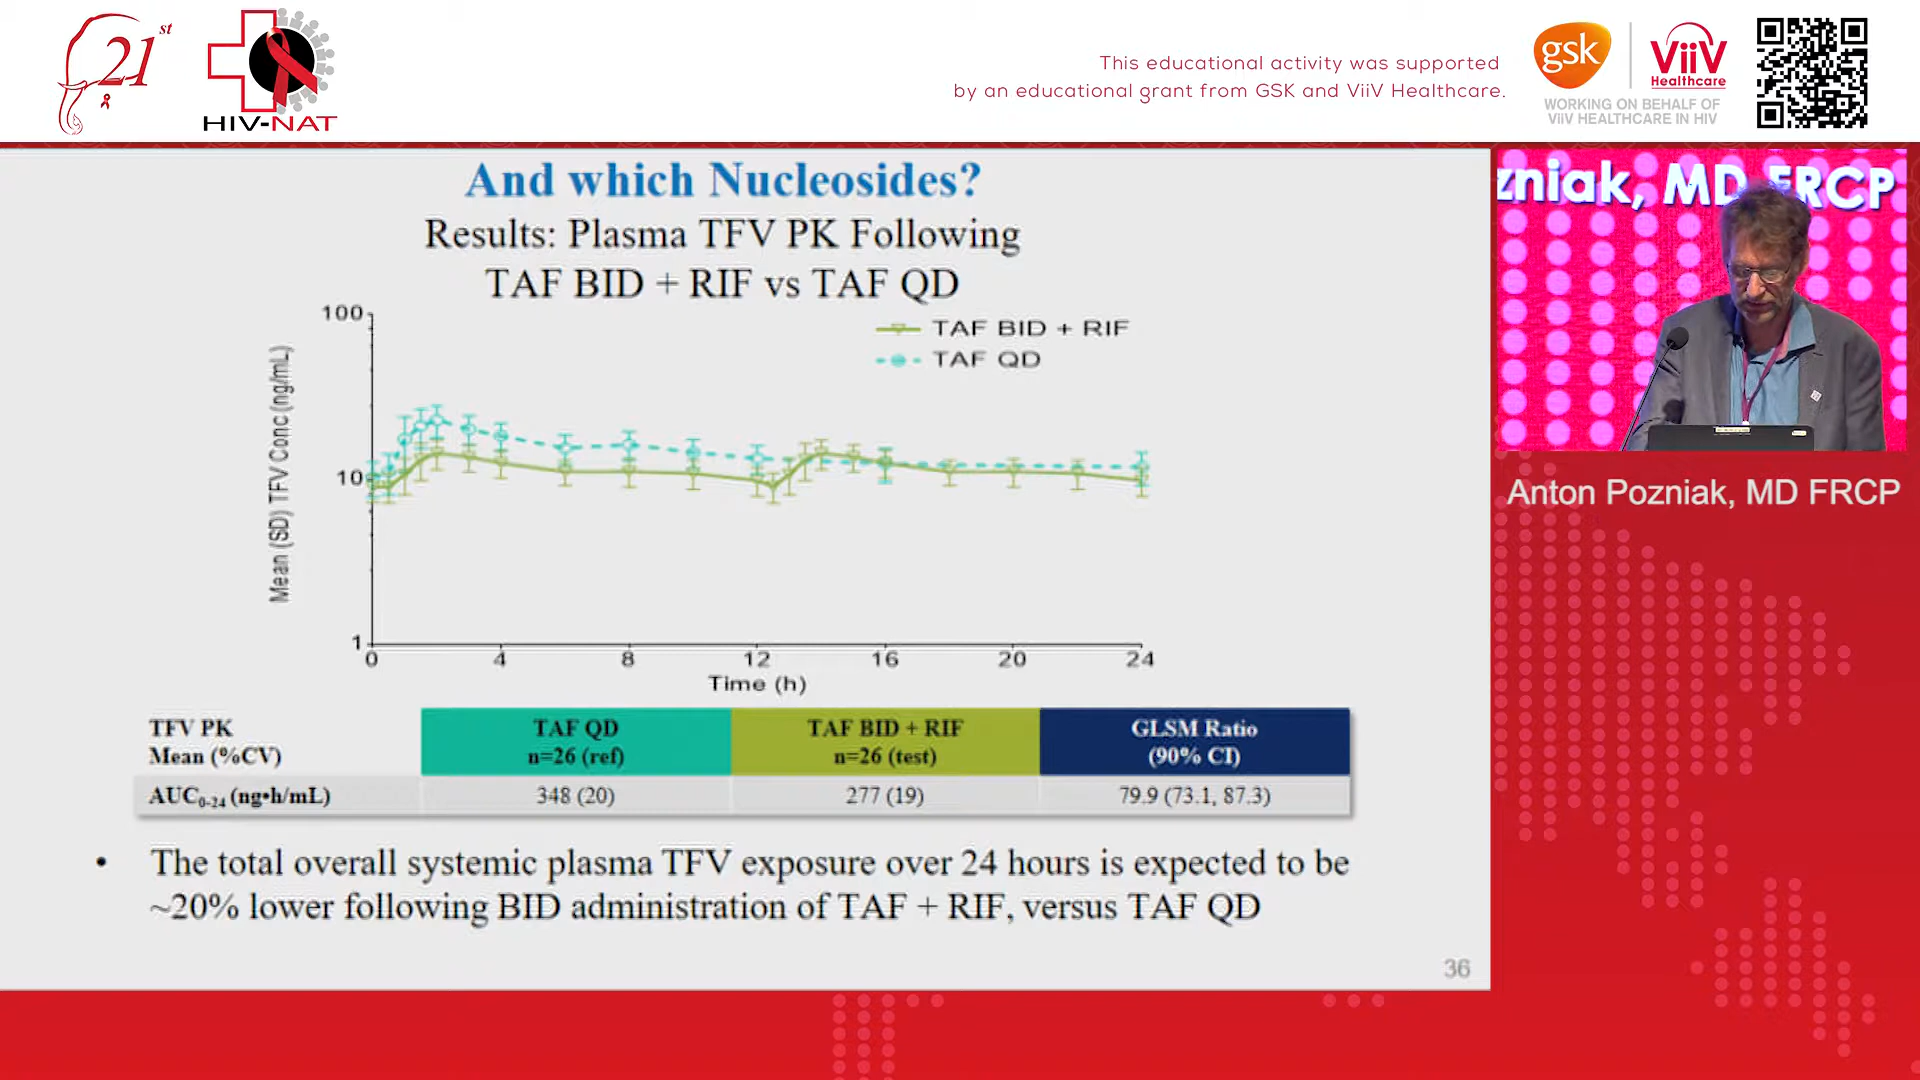 21st
HIV-NAT
This educational activity was supported
by an educational grant from GSK and ViiV Healthcare.
gsk
ViiV
Healthcare
WORKING ON BEHALF OF
ViiV HEALTHCARE IN HIV
And which Nucleosides?
Results: Plasma TFV PK Following
TAF BID + RIF vs TAF QD
TAF BID + RIF
TAF QD
Mean (SD) TFV Conc (ng/mL)
100
10
1
0 4 8 12 16 20 24
Time (h)
TFV PK
Mean (%CV)
TAF QD
n=26 (ref)
TAF BID + RIF
n=26 (test)
GLSM Ratio
(90% CI)
AUC₀₋₂₄ (ng•h/mL) 348 (20) 277 (19) 79.9 (73.1, 87.3)
• The total overall systemic plasma TFV exposure over 24 hours is expected to be
~20% lower following BID administration of TAF + RIF, versus TAF QD
36
zniak, MD FRCP
Anton Pozniak, MD FRCP